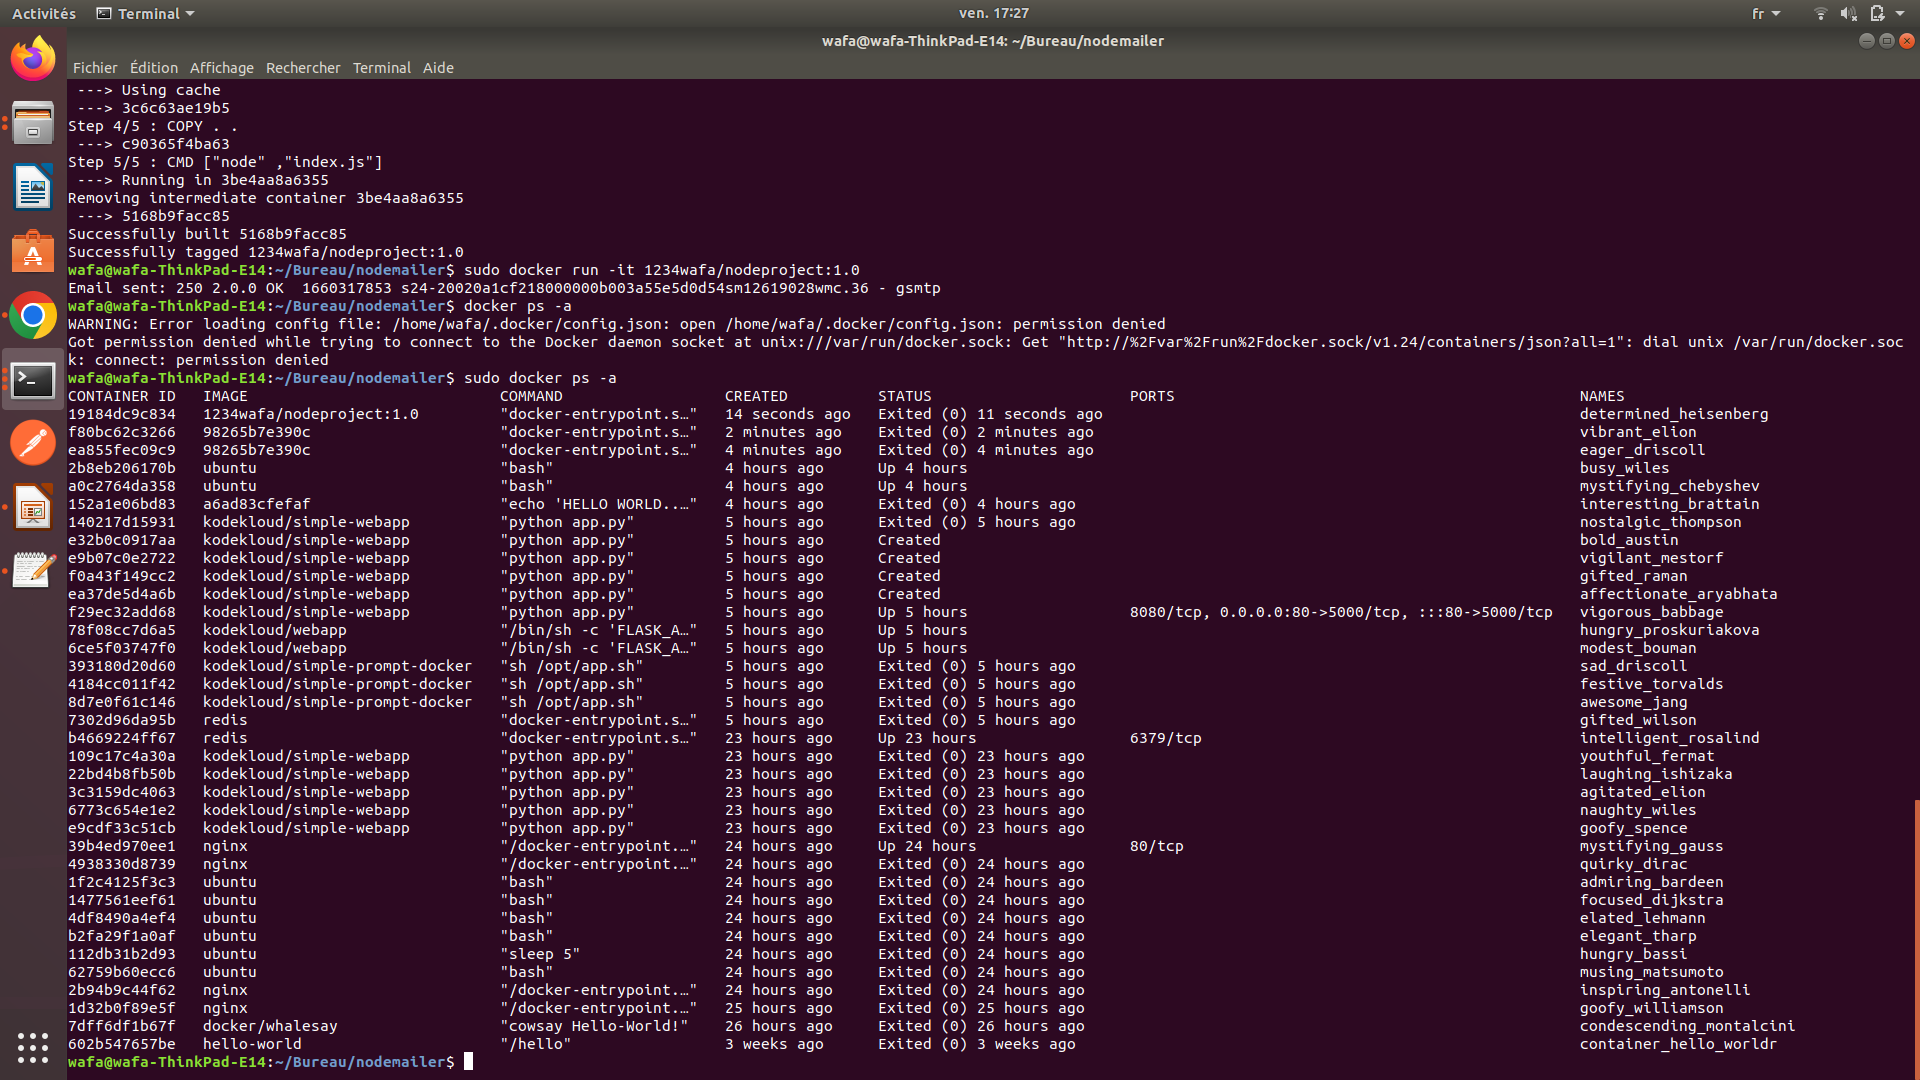 Activités Terminal ven. 17:27 fr
wafa@wafa-ThinkPad-E14: ~/Bureau/nodemailer
Fichier Édition Affichage Rechercher Terminal Aide
---> Using cache
---> 3c6c63ae19b5
Step 4/5 : COPY . .
---> c90365f4ba63
Step 5/5 : CMD ["node" ,"index.js"]
---> Running in 3be4aa8a6355
Removing intermediate container 3be4aa8a6355
---> 5168b9facc85
Successfully built 5168b9facc85
Successfully tagged 1234wafa/nodeproject:1.0
wafa@wafa-ThinkPad-E14:~/Bureau/nodemailer$ sudo docker run -it 1234wafa/nodeproject:1.0
Email sent: 250 2.0.0 OK  1660317853 s24-20020a1cf218000000b003a55e5d0d54sm12619028wmc.36 - gsmtp
wafa@wafa-ThinkPad-E14:~/Bureau/nodemailer$ docker ps -a
WARNING: Error loading config file: /home/wafa/.docker/config.json: open /home/wafa/.docker/config.json: permission denied
Got permission denied while trying to connect to the Docker daemon socket at unix:///var/run/docker.sock: Get "http://%2Fvar%2Frun%2Fdocker.sock/v1.24/containers/json?all=1": dial unix /var/run/docker.soc
k: connect: permission denied
wafa@wafa-ThinkPad-E14:~/Bureau/nodemailer$ sudo docker ps -a
CONTAINER ID IMAGE COMMAND CREATED STATUS PORTS NAMES
19184dc9c834 1234wafa/nodeproject:1.0 "docker-entrypoint.s…" 14 seconds ago Exited (0) 11 seconds ago determined_heisenberg
f80bc62c3266 98265b7e390c "docker-entrypoint.s…" 2 minutes ago Exited (0) 2 minutes ago vibrant_elion
ea855fec09c9 98265b7e390c "docker-entrypoint.s…" 4 minutes ago Exited (0) 4 minutes ago eager_driscoll
2b8eb206170b ubuntu "bash" 4 hours ago Up 4 hours busy_wiles
a0c2764da358 ubuntu "bash" 4 hours ago Up 4 hours mystifying_chebyshev
152a1e06bd83 a6ad83cfefaf "echo 'HELLO WORLD..…" 4 hours ago Exited (0) 4 hours ago interesting_brattain
140217d15931 kodekloud/simple-webapp "python app.py" 5 hours ago Exited (0) 5 hours ago nostalgic_thompson
e32b0c0917aa kodekloud/simple-webapp "python app.py" 5 hours ago Created bold_austin
e9b07c0e2722 kodekloud/simple-webapp "python app.py" 5 hours ago Created vigilant_mestorf
f0a43f149cc2 kodekloud/simple-webapp "python app.py" 5 hours ago Created gifted_raman
ea37de5d4a6b kodekloud/simple-webapp "python app.py" 5 hours ago Created affectionate_aryabhata
f29ec32add68 kodekloud/simple-webapp "python app.py" 5 hours ago Up 5 hours 8080/tcp, 0.0.0.0:80->5000/tcp, :::80->5000/tcp vigorous_babbage
78f08cc7d6a5 kodekloud/webapp "/bin/sh -c 'FLASK_A…" 5 hours ago Up 5 hours hungry_proskuriakova
6ce5f03747f0 kodekloud/webapp "/bin/sh -c 'FLASK_A…" 5 hours ago Up 5 hours modest_bouman
393180d20d60 kodekloud/simple-prompt-docker "sh /opt/app.sh" 5 hours ago Exited (0) 5 hours ago sad_driscoll
4184cc011f42 kodekloud/simple-prompt-docker "sh /opt/app.sh" 5 hours ago Exited (0) 5 hours ago festive_torvalds
8d7e0f61c146 kodekloud/simple-prompt-docker "sh /opt/app.sh" 5 hours ago Exited (0) 5 hours ago awesome_jang
7302d96da95b redis "docker-entrypoint.s…" 5 hours ago Exited (0) 5 hours ago gifted_wilson
b4669224ff67 redis "docker-entrypoint.s…" 23 hours ago Up 23 hours 6379/tcp intelligent_rosalind
109c17c4a30a kodekloud/simple-webapp "python app.py" 23 hours ago Exited (0) 23 hours ago youthful_fermat
22bd4b8fb50b kodekloud/simple-webapp "python app.py" 23 hours ago Exited (0) 23 hours ago laughing_ishizaka
3c3159dc4063 kodekloud/simple-webapp "python app.py" 23 hours ago Exited (0) 23 hours ago agitated_elion
6773c654e1e2 kodekloud/simple-webapp "python app.py" 23 hours ago Exited (0) 23 hours ago naughty_wiles
e9cdf33c51cb kodekloud/simple-webapp "python app.py" 23 hours ago Exited (0) 23 hours ago goofy_spence
39b4ed970ee1 nginx "/docker-entrypoint.…" 24 hours ago Up 24 hours 80/tcp mystifying_gauss
4938330d8739 nginx "/docker-entrypoint.…" 24 hours ago Exited (0) 24 hours ago quirky_dirac
1f2c4125f3c3 ubuntu "bash" 24 hours ago Exited (0) 24 hours ago admiring_bardeen
1477561eef61 ubuntu "bash" 24 hours ago Exited (0) 24 hours ago focused_dijkstra
4df8490a4ef4 ubuntu "bash" 24 hours ago Exited (0) 24 hours ago elated_lehmann
b2fa29f1a0af ubuntu "bash" 24 hours ago Exited (0) 24 hours ago elegant_tharp
112db31b2d93 ubuntu "sleep 5" 24 hours ago Exited (0) 24 hours ago hungry_bassi
62759b60ecc6 ubuntu "bash" 24 hours ago Exited (0) 24 hours ago musing_matsumoto
2b94b9c44f62 nginx "/docker-entrypoint.…" 24 hours ago Exited (0) 24 hours ago inspiring_antonelli
1d32b0f89e5f nginx "/docker-entrypoint.…" 25 hours ago Exited (0) 25 hours ago goofy_williamson
7dff6df1b67f docker/whalesay "cowsay Hello-World!" 26 hours ago Exited (0) 26 hours ago condescending_montalcini
602b547657be hello-world "/hello" 3 weeks ago Exited (0) 3 weeks ago container_hello_worldr
wafa@wafa-ThinkPad-E14:~/Bureau/nodemailer$